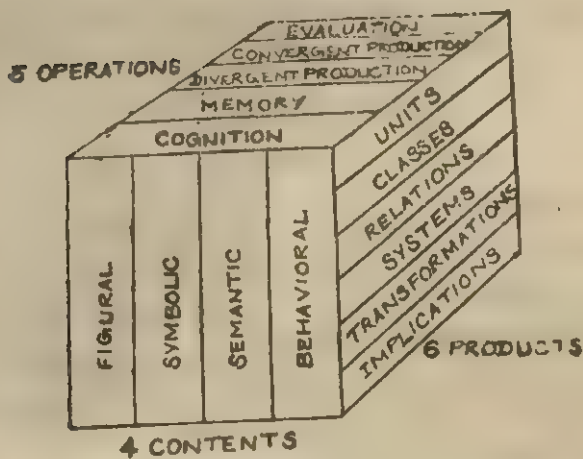 EVALUATION
CONVERGENT PRODUCTION
5 OPERATIONS
DIVERGENT PRODUCTION
MEMORY
COGNITION
UNITS
CLASSES
RELATIONS
SYSTEMS
TRANSFORMATIONS
IMPLICATIONS
FIGURAL
SYMBOLIC
SEMANTIC
BEHAVIORAL
6 PRODUCTS
4 CONTENTS